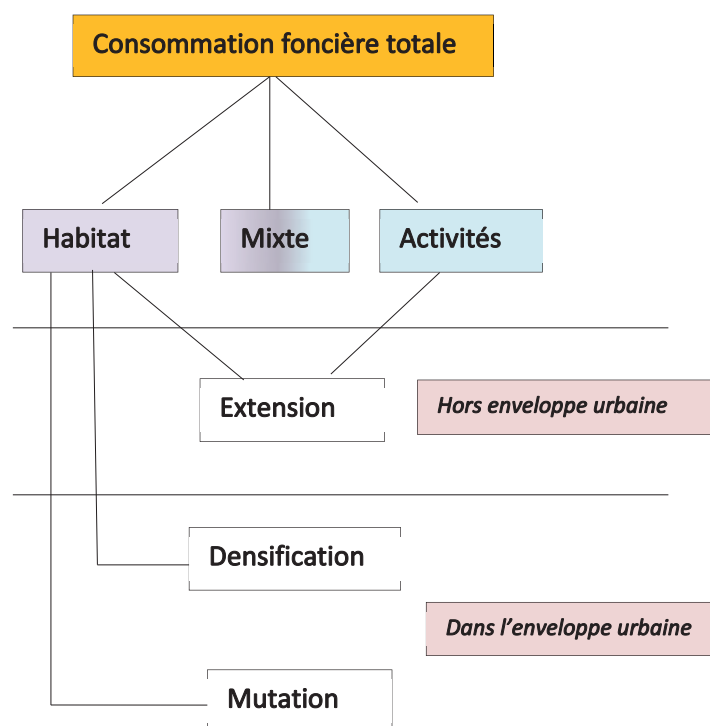 Consommation foncière totale
Habitat
Mixte
Activités
Extension
Hors enveloppe urbaine
Densification
Dans l'enveloppe urbaine
Mutation